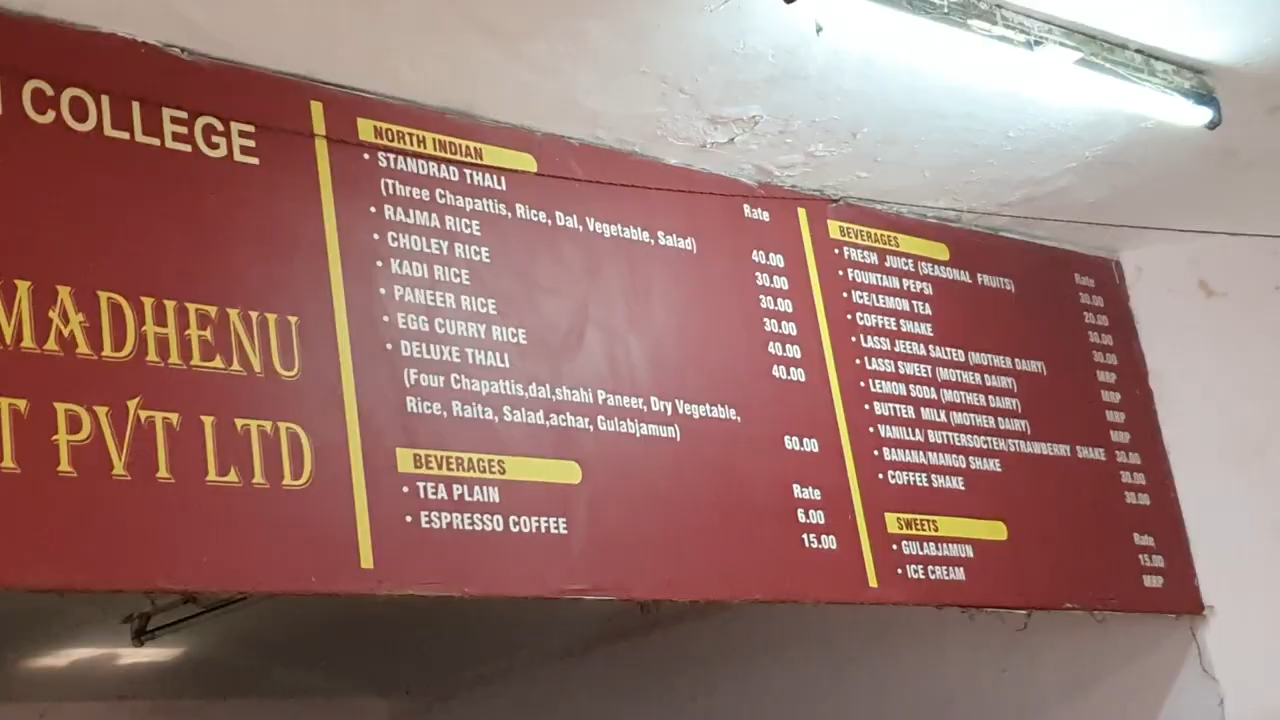 COLLEGE
MADHENU
T PVT LTD
NORTH INDIAN
• STANDRAD THALI
Rate
(Three Chapattis, Rice, Dal, Vegetable, Salad)
40.00
• RAJMA RICE
30.00
• CHOLEY RICE
30.00
• KADI RICE
30.00
• PANEER RICE
40.00
• EGG CURRY RICE
40.00
• DELUXE THALI
(Four Chapattis,dal,shahi Paneer, Dry Vegetable,
Rice, Raita, Salad,achar, Gulabjamun)
60.00
BEVERAGES
Rate
• TEA PLAIN
6.00
• ESPRESSO COFFEE
15.00
BEVERAGES
Rate
• FRESH JUICE (SEASONAL FRUITS)
30.00
• FOUNTAIN PEPSI
20.00
• ICE/LEMON TEA
30.00
• COFFEE SHAKE
30.00
• LASSI JEERA SALTED (MOTHER DAIRY)
MRP
• LASSI SWEET (MOTHER DAIRY)
MRP
• LEMON SODA (MOTHER DAIRY)
MRP
• BUTTER MILK (MOTHER DAIRY)
MRP
• VANILLA/ BUTTERSOCTEH/STRAWBERRY SHAKE
30.00
• BANANA/MANGO SHAKE
30.00
• COFFEE SHAKE
30.00
SWEETS
Rate
• GULABJAMUN
15.00
• ICE CREAM
MRP